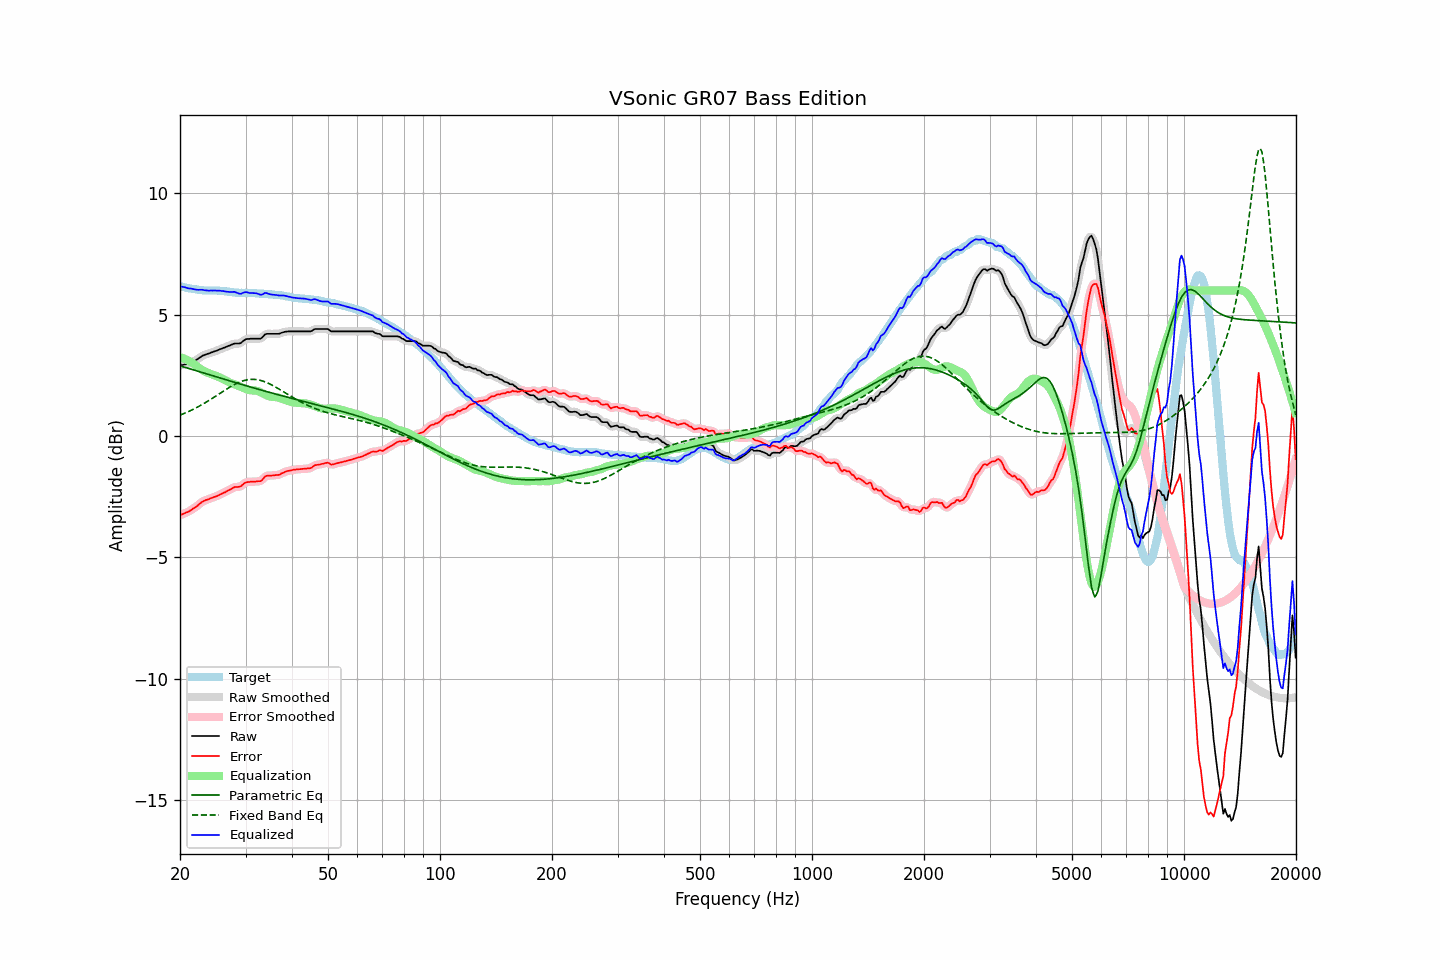 VSonic GR07 Bass Edition
Amplitude (dBr)
10
5
0
−5
−10
−15
Target
Raw Smoothed
Error Smoothed
Raw
Error
Equalization
Parametric Eq
Fixed Band Eq
Equalized
20 50 100 200 500 1000 2000 5000 10000 20000
Frequency (Hz)